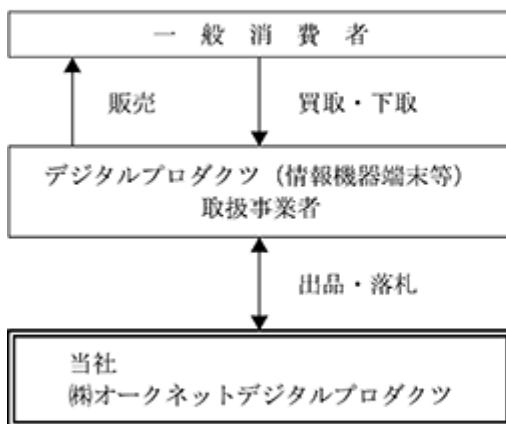 一般消費者
販売
買取・下取
デジタルプロダクツ（情報機器端末等）
取扱事業者
出品・落札
当社
㈱オークネットデジタルプロダクツ